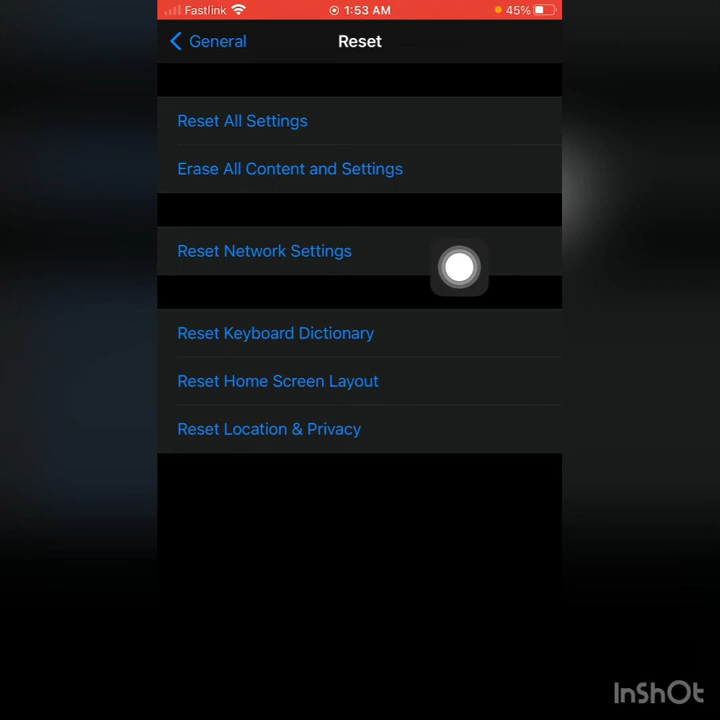 Fastlink 1:53 AM 45%
General Reset
Reset All Settings
Erase All Content and Settings
Reset Network Settings
Reset Keyboard Dictionary
Reset Home Screen Layout
Reset Location & Privacy
InShOt